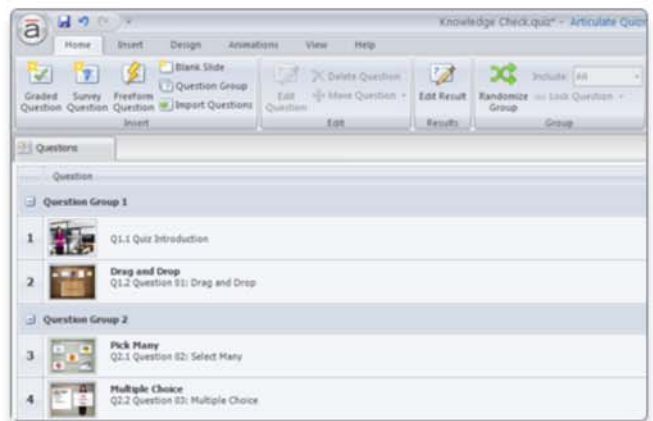 Knowledge Check.quiz* - Articulate Quiz
Home Insert Design Animations View Help
Graded Question
Survey Question
Freeform Question
Blank Slide
Question Group
Import Questions
Insert
Edit Question
Delete Question
Move Question
Edit
Edit Result
Results
Randomize Group
Include: All
Lock Question
Group
Questions
Question
Question Group 1
1 Q1.1 Quiz Introduction
Drag and Drop
2 Q1.2 Question 01: Drag and Drop
Question Group 2
Pick Many
3 Q2.1 Question 02: Select Many
Multiple Choice
4 Q2.2 Question 03: Multiple Choice